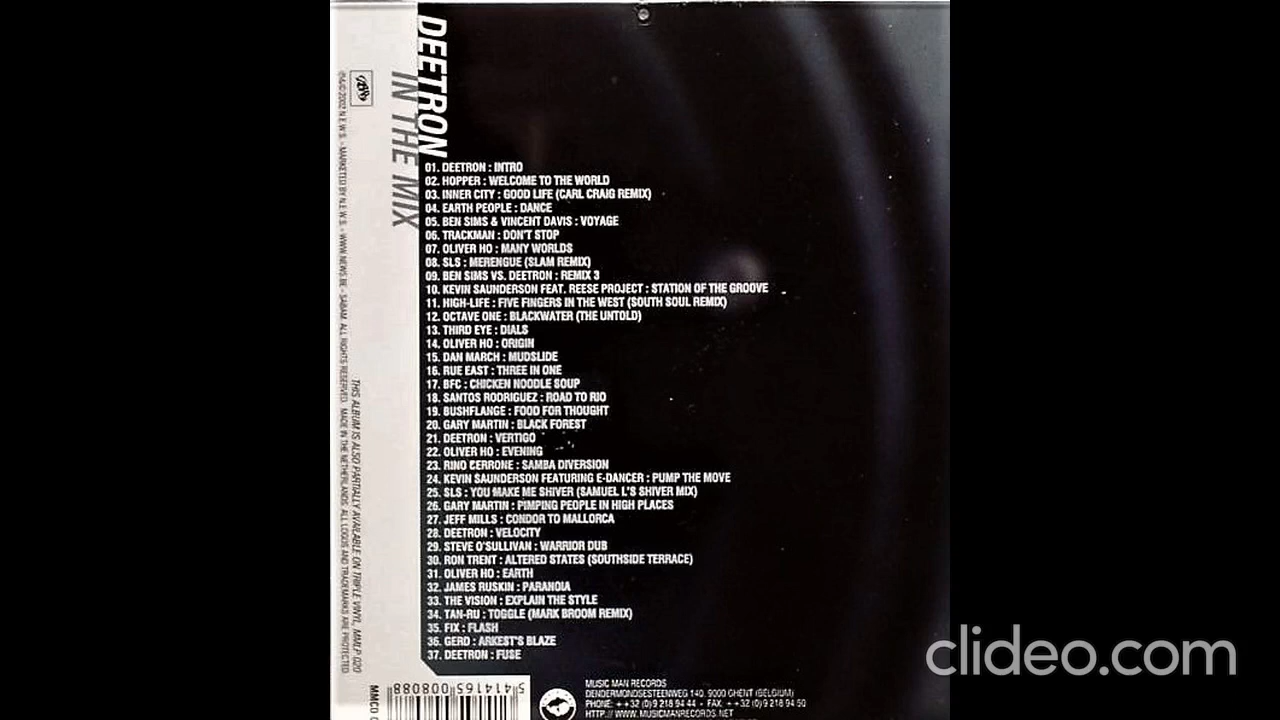 DEETRON
IN THE MIX
01. DEETRON : INTRO
02. HOPPER : WELCOME TO THE WORLD
03. INNER CITY : GOOD LIFE (CARL CRAIG REMIX)
04. EARTH PEOPLE : DANCE
05. BEN SIMS & VINCENT DAVIS : VOYAGE
06. TRACKMAN : DON'T STOP
07. OLIVER HO : MANY WORLDS
08. SLS : MERENGUE (SLAM REMIX)
09. BEN SIMS VS. DEETRON : REMIX 3
10. KEVIN SAUNDERSON FEAT. REESE PROJECT : STATION OF THE GROOVE
11. HIGH-LIFE : FIVE FINGERS IN THE WEST (SOUTH SOUL REMIX)
12. OCTAVE ONE : BLACKWATER (THE UNTOLD)
13. THIRD EYE : DIALS
14. OLIVER HO : ORIGIN
15. DAN MARCH : MUDSLIDE
16. RUE EAST : THREE IN ONE
17. BFC : CHICKEN NOODLE SOUP
18. SANTOS RODRIGUEZ : ROAD TO RIO
19. BUSHFLANGE : FOOD FOR THOUGHT
20. GARY MARTIN : BLACK FOREST
21. DEETRON : VERTIGO
22. OLIVER HO : EVENING
23. RINO CERRONE : SAMBA DIVERSION
24. KEVIN SAUNDERSON FEATURING E-DANCER : PUMP THE MOVE
25. SLS : YOU MAKE ME SHIVER (SAMUEL L'S SHIVER MIX)
26. GARY MARTIN : PIMPING PEOPLE IN HIGH PLACES
27. JEFF MILLS : CONDOR TO MALLORCA
28. DEETRON : VELOCITY
29. STEVE O'SULLIVAN : WARRIOR DUB
30. RON TRENT : ALTERED STATES (SOUTHSIDE TERRACE)
31. OLIVER HO : EARTH
32. JAMES RUSKIN : PARANOIA
33. THE VISION : EXPLAIN THE STYLE
34. TAN-RU : TOGGLE (MARK BROOM REMIX)
35. FIX : FLASH
36. GERD : ARKEST'S BLAZE
37. DEETRON : FUSE
THIS ALBUM IS ALSO PARTIALLY AVAILABLE ON TRIPLE VINYL, MMLP 020
℗&© 2002 N.E.W.S. - MARKETED BY N.E.W.S. - WWW.NEWS.BE - SABAM. ALL RIGHTS RESERVED. MADE IN THE NETHERLANDS. ALL LOGOS AND TRADEMARKS ARE PROTECTED
MMCD
5 414165 008088
MUSIC MAN RECORDS
DENDERMONDSESTEENWEG 140, 9000 GHENT (BELGIUM)
PHONE: ++32 (0)9 218 94 44 • FAX: ++32 (0)9 218 94 50
HTTP://WWW.MUSICMANRECORDS.NET
clideo.com